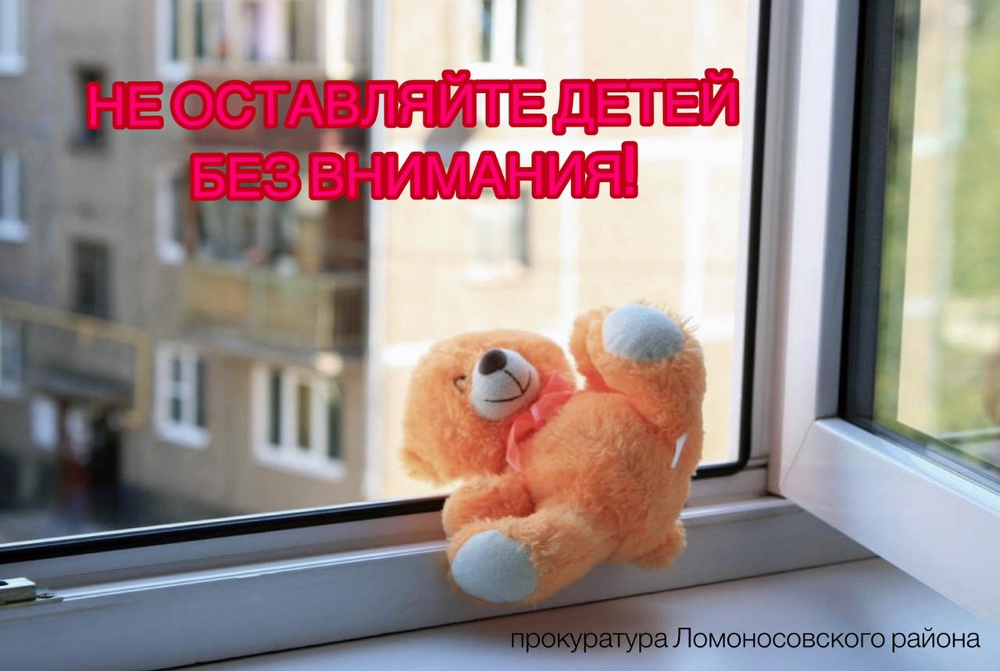 НЕ ОСТАВЛЯЙТЕ ДЕТЕЙ
БЕЗ ВНИМАНИЯ!
прокуратура Ломоносовского района